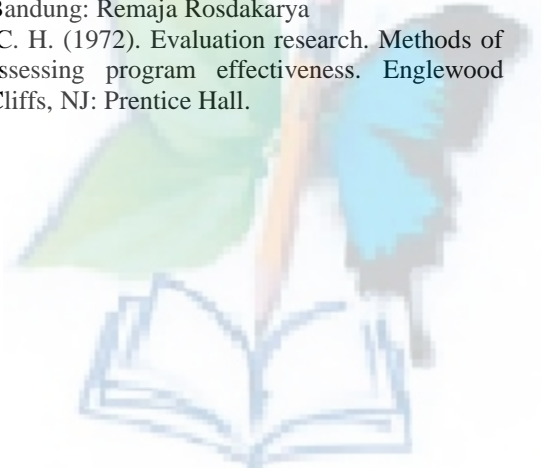 Bandung: Remaja Rosdakarya
C. H. (1972). Evaluation research. Methods of
ssessing program effectiveness. Englewood
Cliffs, NJ: Prentice Hall.